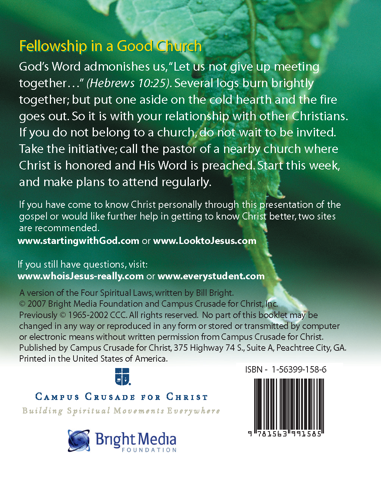 Fellowship in a Good Church
God's Word admonishes us, "Let us not give up meeting
together…" (Hebrews 10:25). Several logs burn brightly
together; but put one aside on the cold hearth and the fire
goes out. So it is with your relationship with other Christians.
If you do not belong to a church, do not wait to be invited.
Take the initiative; call the pastor of a nearby church where
Christ is honored and His Word is preached. Start this week,
and make plans to attend regularly.
If you have come to know Christ personally through this presentation of the
gospel or would like further help in getting to know Christ better, two sites
are recommended.
www.startingwithGod.com or www.LooktoJesus.com
If you still have questions, visit:
www.whoisJesus-really.com or www.everystudent.com
A version of the Four Spiritual Laws, written by Bill Bright.
© 2007 Bright Media Foundation and Campus Crusade for Christ, Inc.
Previously © 1965-2022 CCC. All rights reserved. No part of this booklet may be
changed in any way or reproduced in any form or stored or transmitted by computer
or electronic means without written permission from Campus Crusade for Christ.
Published by Campus Crusade for Christ, 375 Highway 74 S., Suite A, Peachtree City, GA.
Printed in the United States of America.
ISBN - 1-56399-158-6
Campus Crusade for Christ
Building Spiritual Movements Everywhere
Bright Media
FOUNDATION
9 781563 991585